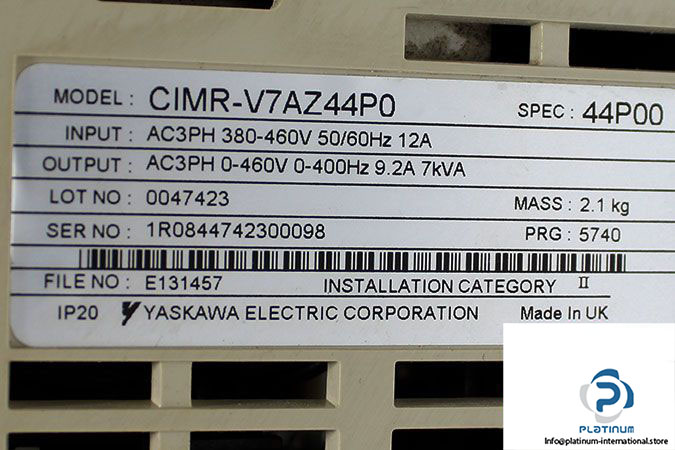 MODEL : CIMR-V7AZ44P0 SPEC : 44P00
INPUT : AC3PH 380-460V 50/60Hz 12A
OUTPUT : AC3PH 0-460V 0-400Hz 9.2A 7kVA
LOT NO : 0047423 MASS : 2.1 kg
SER NO : 1R0844742300098 PRG : 5740
FILE NO : E131457 INSTALLATION CATEGORY II
IP20 YASKAWA ELECTRIC CORPORATION Made In UK
PLATINUM
Info@platinum-international.store